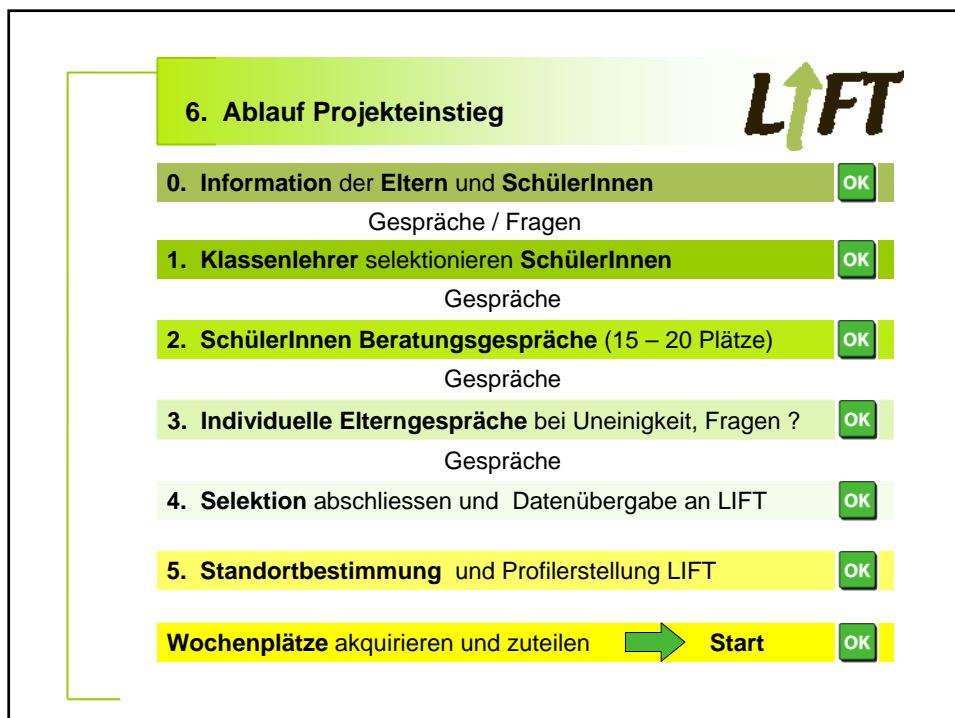 6. Ablauf Projekteinstieg
LIFT
0. Information der Eltern und SchülerInnen OK
Gespräche / Fragen
1. Klassenlehrer selektionieren SchülerInnen OK
Gespräche
2. SchülerInnen Beratungsgespräche (15 – 20 Plätze) OK
Gespräche
3. Individuelle Elterngespräche bei Uneinigkeit, Fragen ? OK
Gespräche
4. Selektion abschliessen und Datenübergabe an LIFT OK
5. Standortbestimmung und Profilerstellung LIFT OK
Wochenplätze akquirieren und zuteilen Start OK